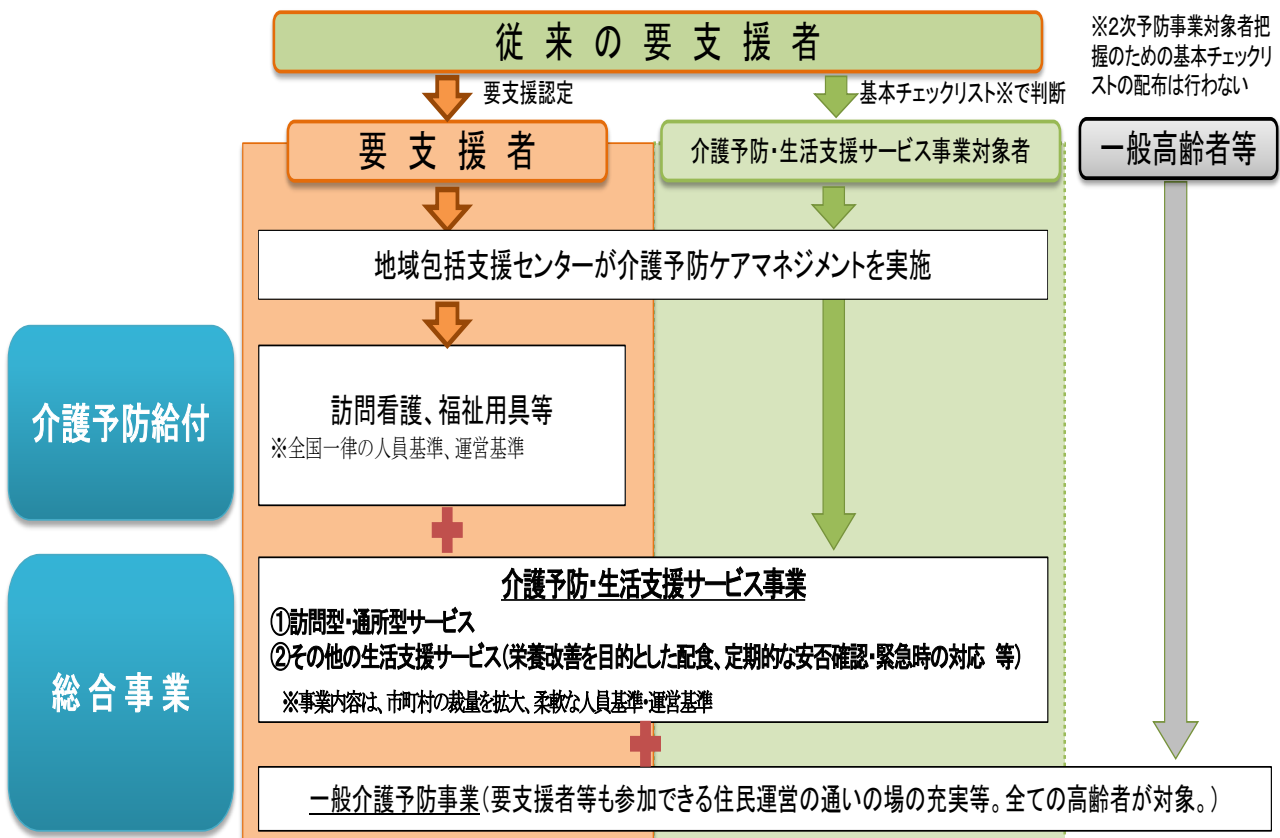 従来の要支援者
※2次予防事業対象者把
握のための基本チェックリ
ストの配布は行わない
要支援認定
基本チェックリスト※で判断
要支援者
介護予防・生活支援サービス事業対象者
一般高齢者等
地域包括支援センターが介護予防ケアマネジメントを実施
介護予防給付
訪問看護、福祉用具等
※全国一律の人員基準、運営基準
総合事業
介護予防・生活支援サービス事業
①訪問型・通所型サービス
②その他の生活支援サービス(栄養改善を目的とした配食、定期的な安否確認・緊急時の対応 等)
※事業内容は、市町村の裁量を拡大、柔軟な人員基準・運営基準
一般介護予防事業(要支援者等も参加できる住民運営の通いの場の充実等。全ての高齢者が対象。)